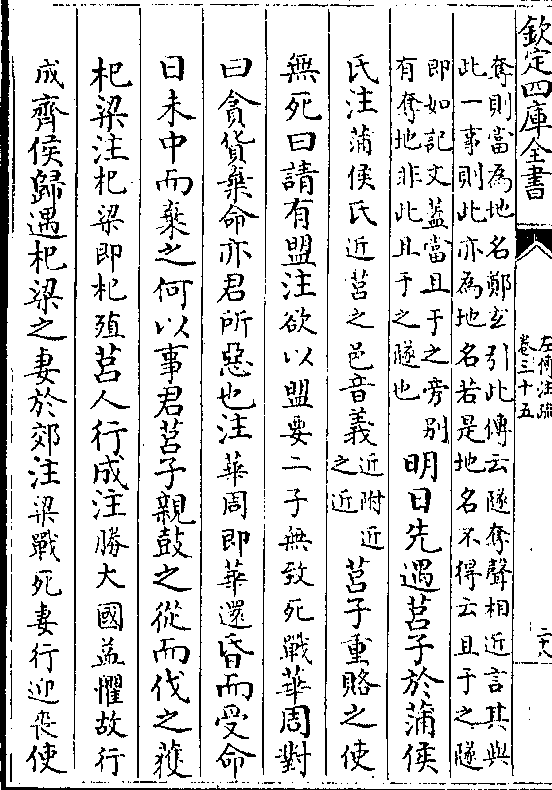 欽定四庫全書
左傳注疏
卷三十五
二六
奪則當為地名鄭玄引此傳云隧奪聲相近言其與
此一事則此亦為地名若是地名不得云且于之隧
即如記文蓋當且于之旁別
有奪地非此且于之隧也
明日先遇莒子於蒲侯
氏注蒲侯氏近莒之邑音義近附近
之近
莒子重賂之使
無死曰請有盟注欲以盟要二子無致死戰華周對
曰貪貨棄命亦君所惡也注華周即華還昏而受命
日未中而棄之何以事君莒子親鼓之從而伐之獲
杞梁注杞梁即杞殖莒人行成注勝大國益懼故行
成齊侯歸遇杞梁之妻於郊注梁戰死妻行迎喪使